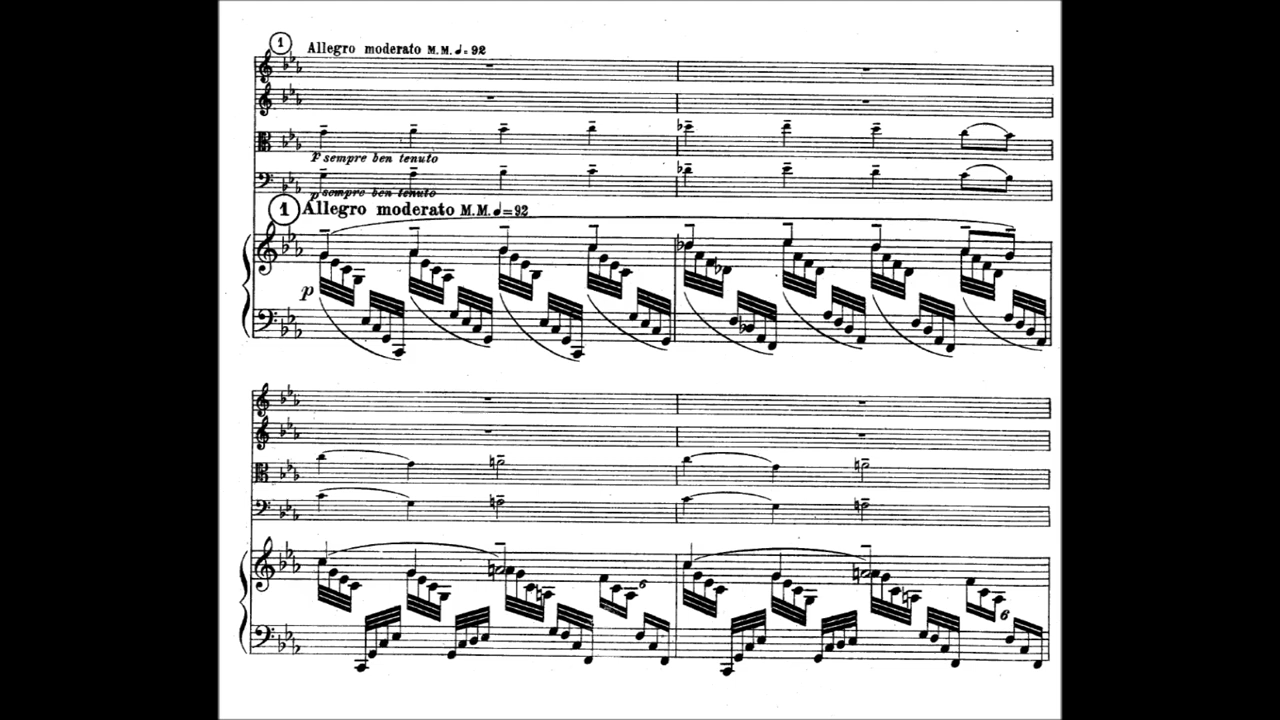 1 Allegro moderato M.M. ♩= 92
p sempre ben tenuto
p sempre ben tenuto
1 Allegro moderato M.M. ♩=92
p
6
6